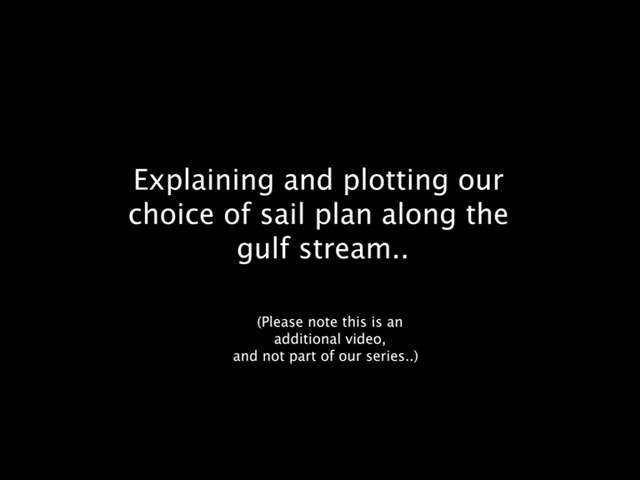 Explaining and plotting our
choice of sail plan along the
gulf stream..
(Please note this is an
additional video,
and not part of our series..)